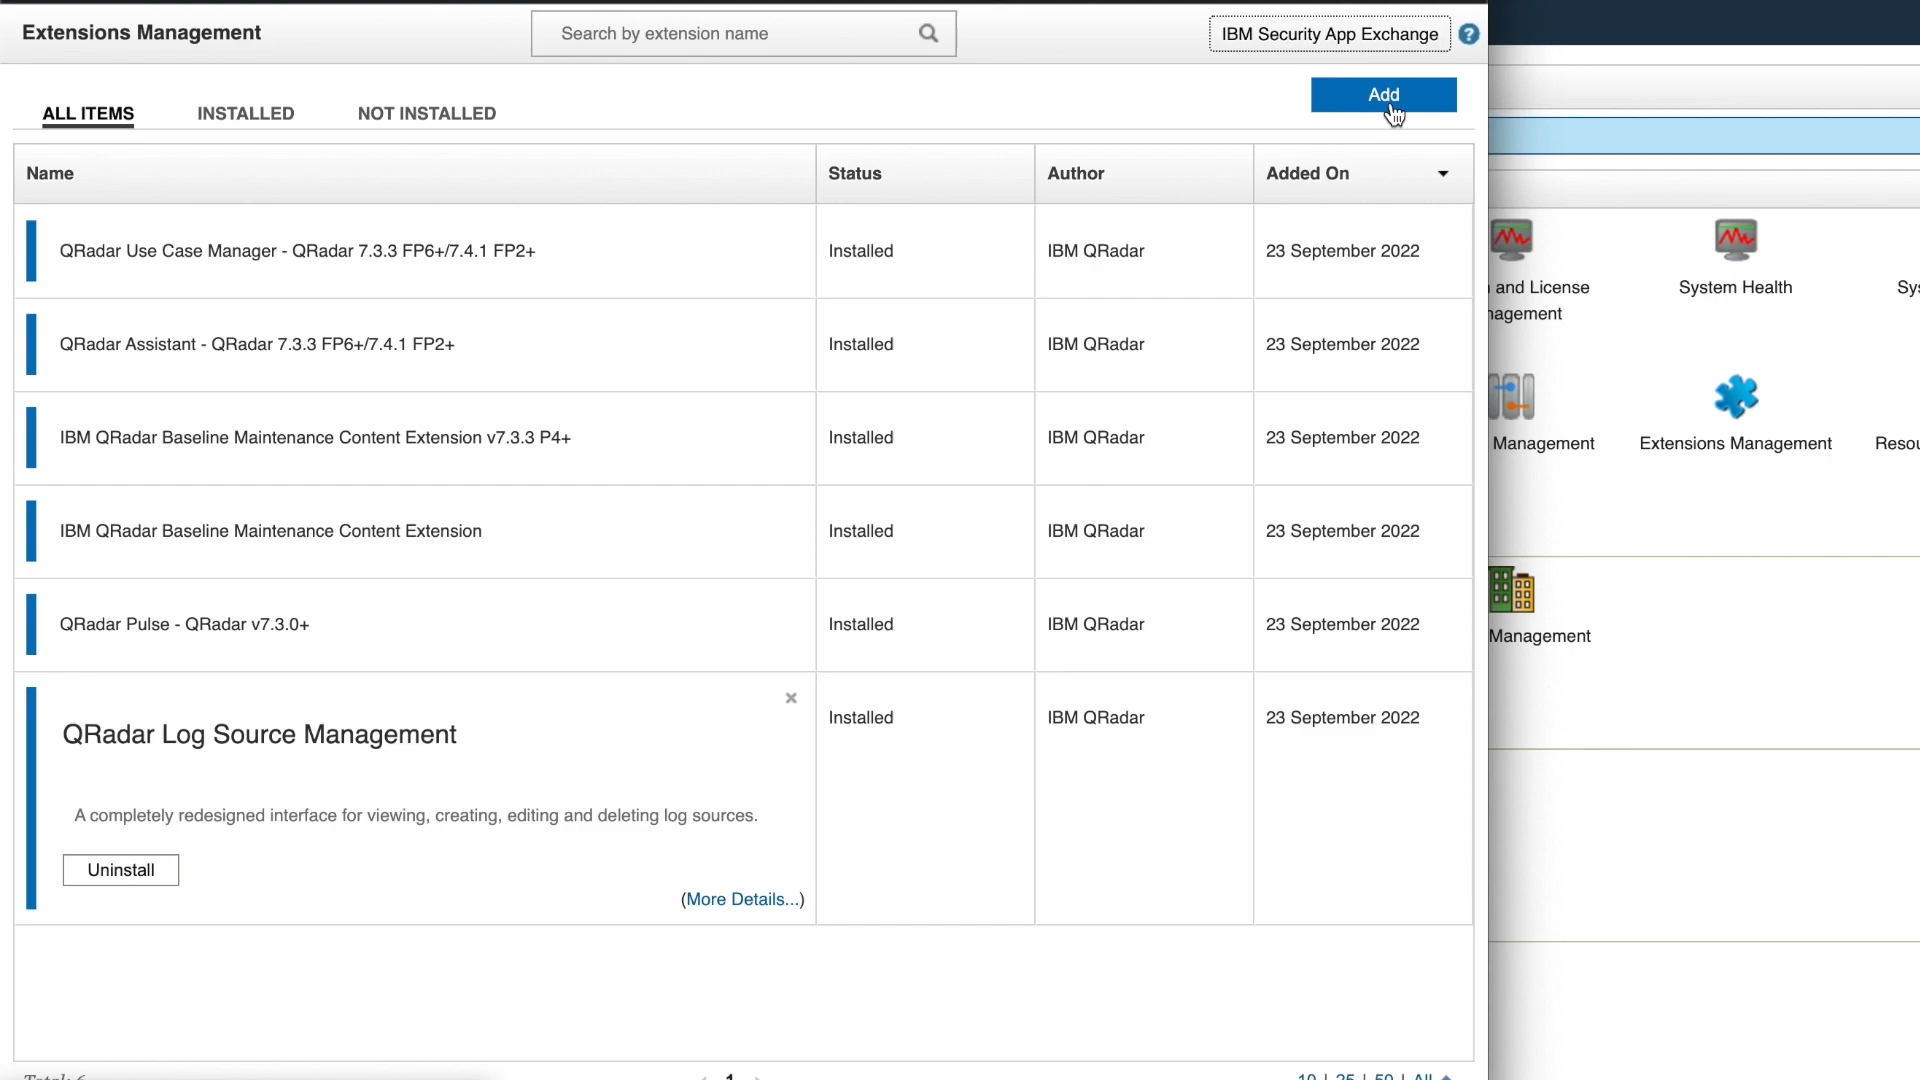 Extensions Management
Search by extension name
IBM Security App Exchange
?
ALL ITEMS
INSTALLED
NOT INSTALLED
Add
Name
Status
Author
Added On
QRadar Use Case Manager - QRadar 7.3.3 FP6+/7.4.1 FP2+
Installed
IBM QRadar
23 September 2022
QRadar Assistant - QRadar 7.3.3 FP6+/7.4.1 FP2+
Installed
IBM QRadar
23 September 2022
IBM QRadar Baseline Maintenance Content Extension v7.3.3 P4+
Installed
IBM QRadar
23 September 2022
IBM QRadar Baseline Maintenance Content Extension
Installed
IBM QRadar
23 September 2022
QRadar Pulse - QRadar v7.3.0+
Installed
IBM QRadar
23 September 2022
QRadar Log Source Management
Installed
IBM QRadar
23 September 2022
A completely redesigned interface for viewing, creating, editing and deleting log sources.
Uninstall
(More Details...)
Total: 6
1
10 | 25 | 50 | All
and License
System Health
Management
Extensions Management
Management